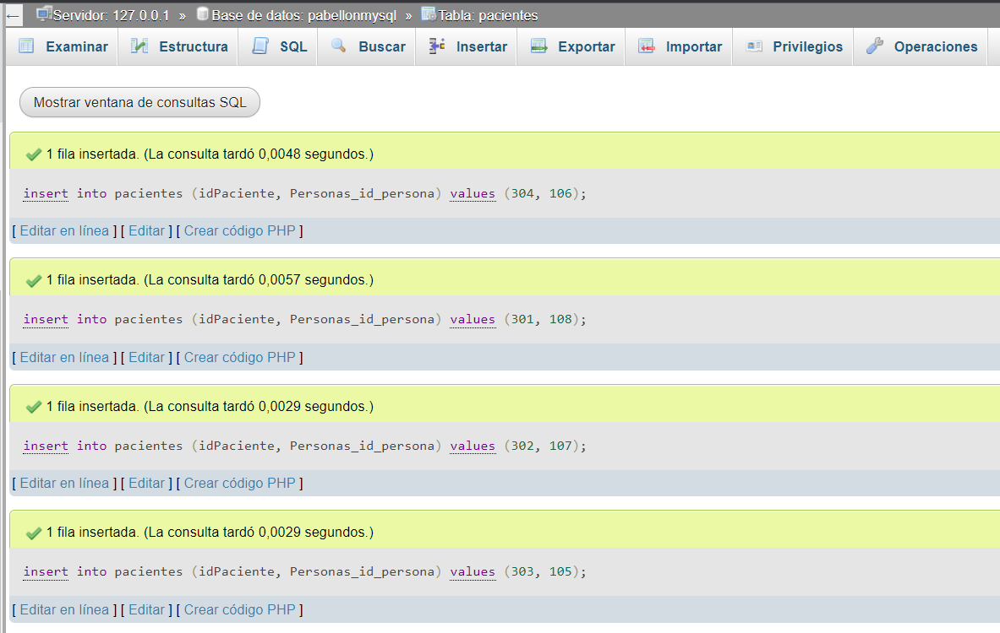 ← Servidor: 127.0.0.1 » Base de datos: pabellonmysql » Tabla: pacientes
Examinar Estructura SQL Buscar Insertar Exportar Importar Privilegios Operaciones
Mostrar ventana de consultas SQL
1 fila insertada. (La consulta tardó 0,0048 segundos.)
insert into pacientes (idPaciente, Personas_id_persona) values (304, 106);
[ Editar en línea ] [ Editar ] [ Crear código PHP ]
1 fila insertada. (La consulta tardó 0,0057 segundos.)
insert into pacientes (idPaciente, Personas_id_persona) values (301, 108);
[ Editar en línea ] [ Editar ] [ Crear código PHP ]
1 fila insertada. (La consulta tardó 0,0029 segundos.)
insert into pacientes (idPaciente, Personas_id_persona) values (302, 107);
[ Editar en línea ] [ Editar ] [ Crear código PHP ]
1 fila insertada. (La consulta tardó 0,0029 segundos.)
insert into pacientes (idPaciente, Personas_id_persona) values (303, 105);
[ Editar en línea ] [ Editar ] [ Crear código PHP ]